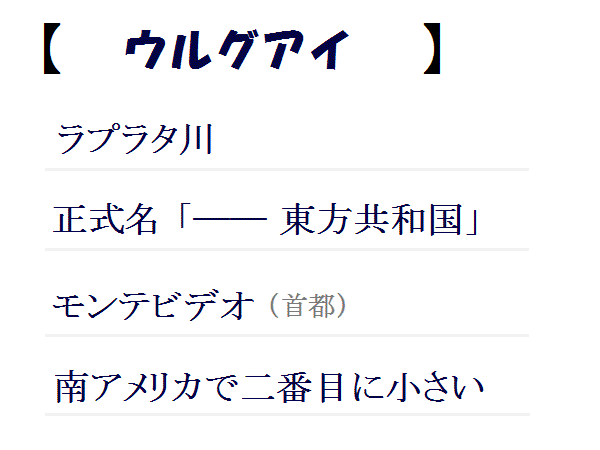 【　ウルグアイ　】
ラプラタ川
正式名「―― 東方共和国」
モンテビデオ（首都）
南アメリカで二番目に小さい